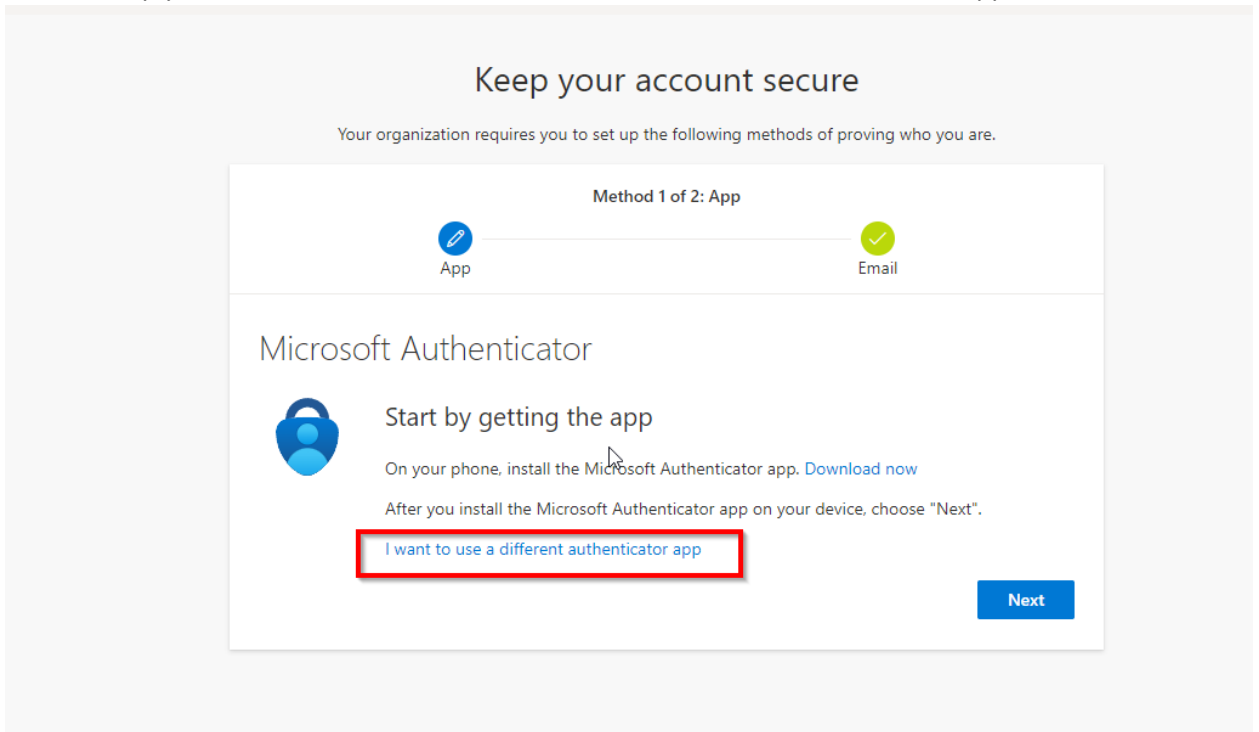 Keep your account secure
Your organization requires you to set up the following methods of proving who you are.
Method 1 of 2: App
App
Email
Microsoft Authenticator
Start by getting the app
On your phone, install the Microsoft Authenticator app. Download now
After you install the Microsoft Authenticator app on your device, choose "Next".
I want to use a different authenticator app
Next